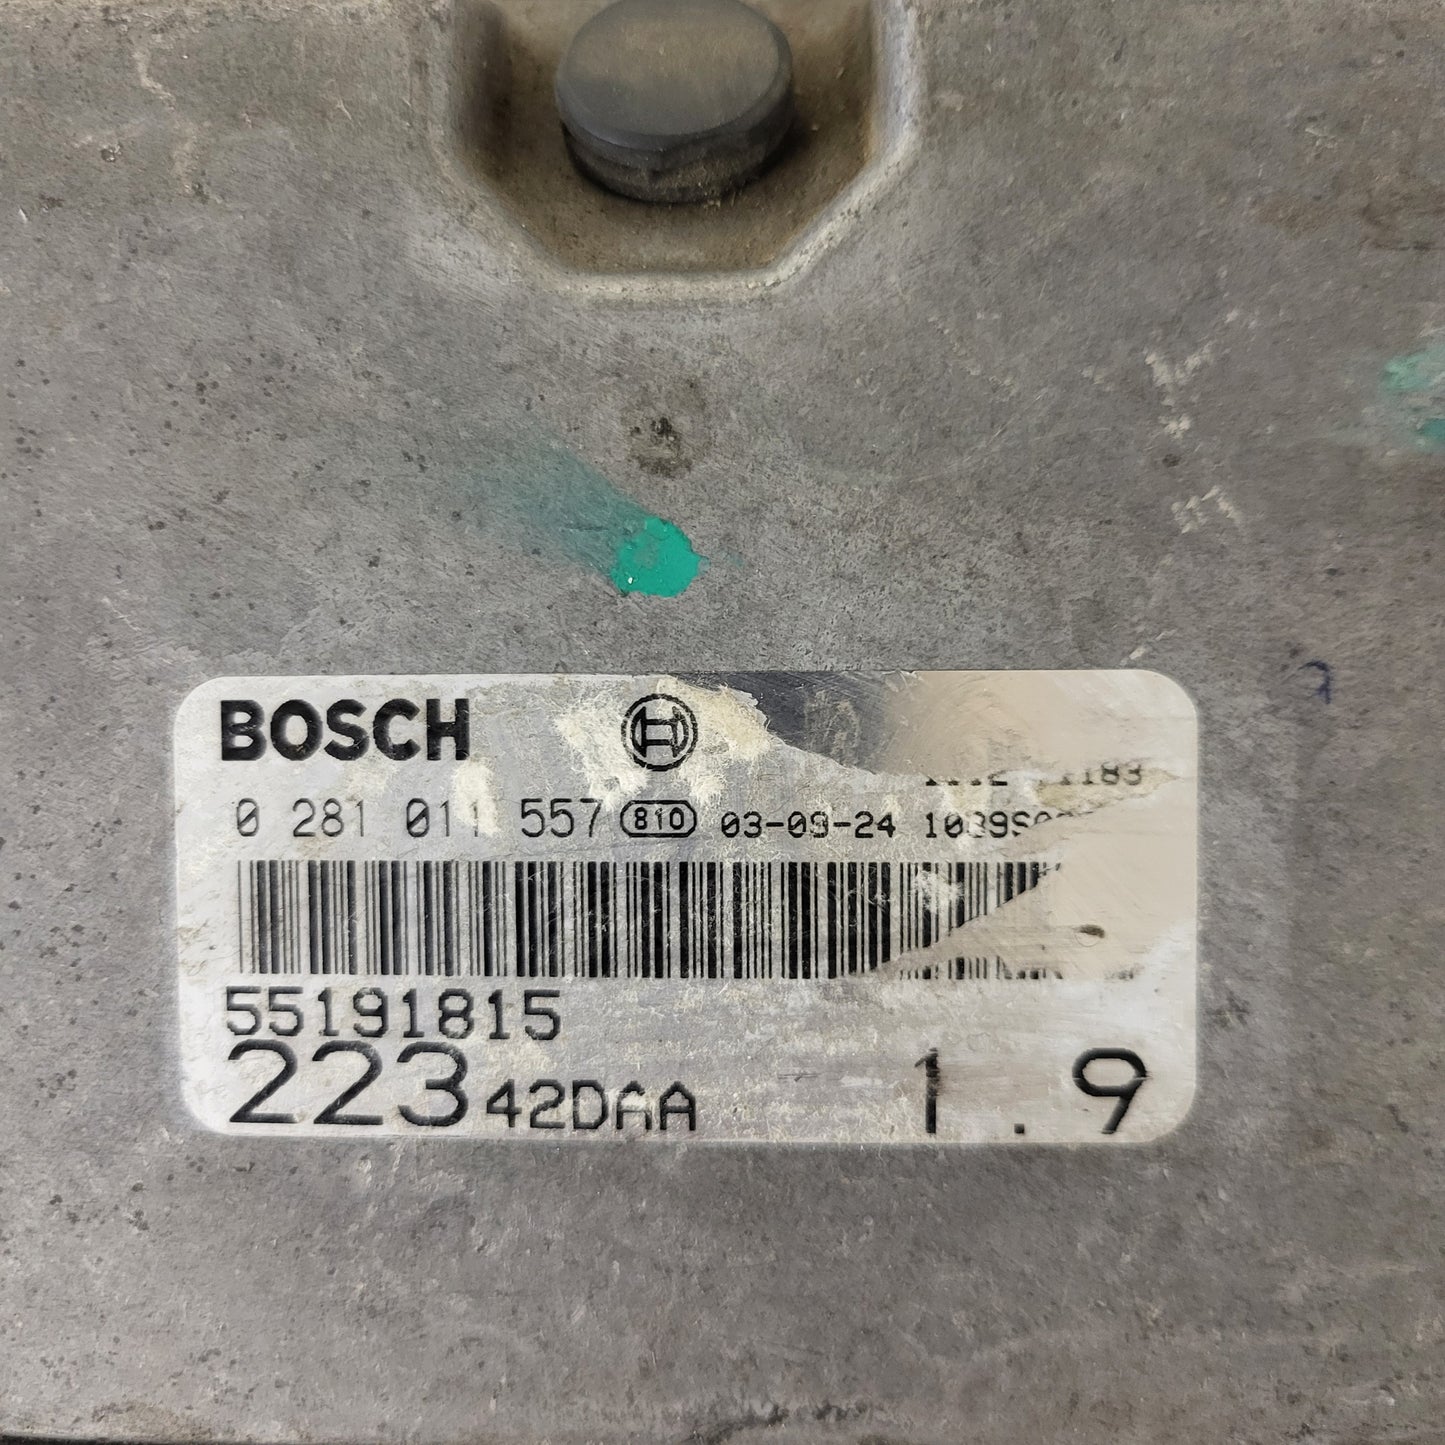 BOSCH
0 281 011 557 810 03-09-24
55191815
223 42DAA 1.9